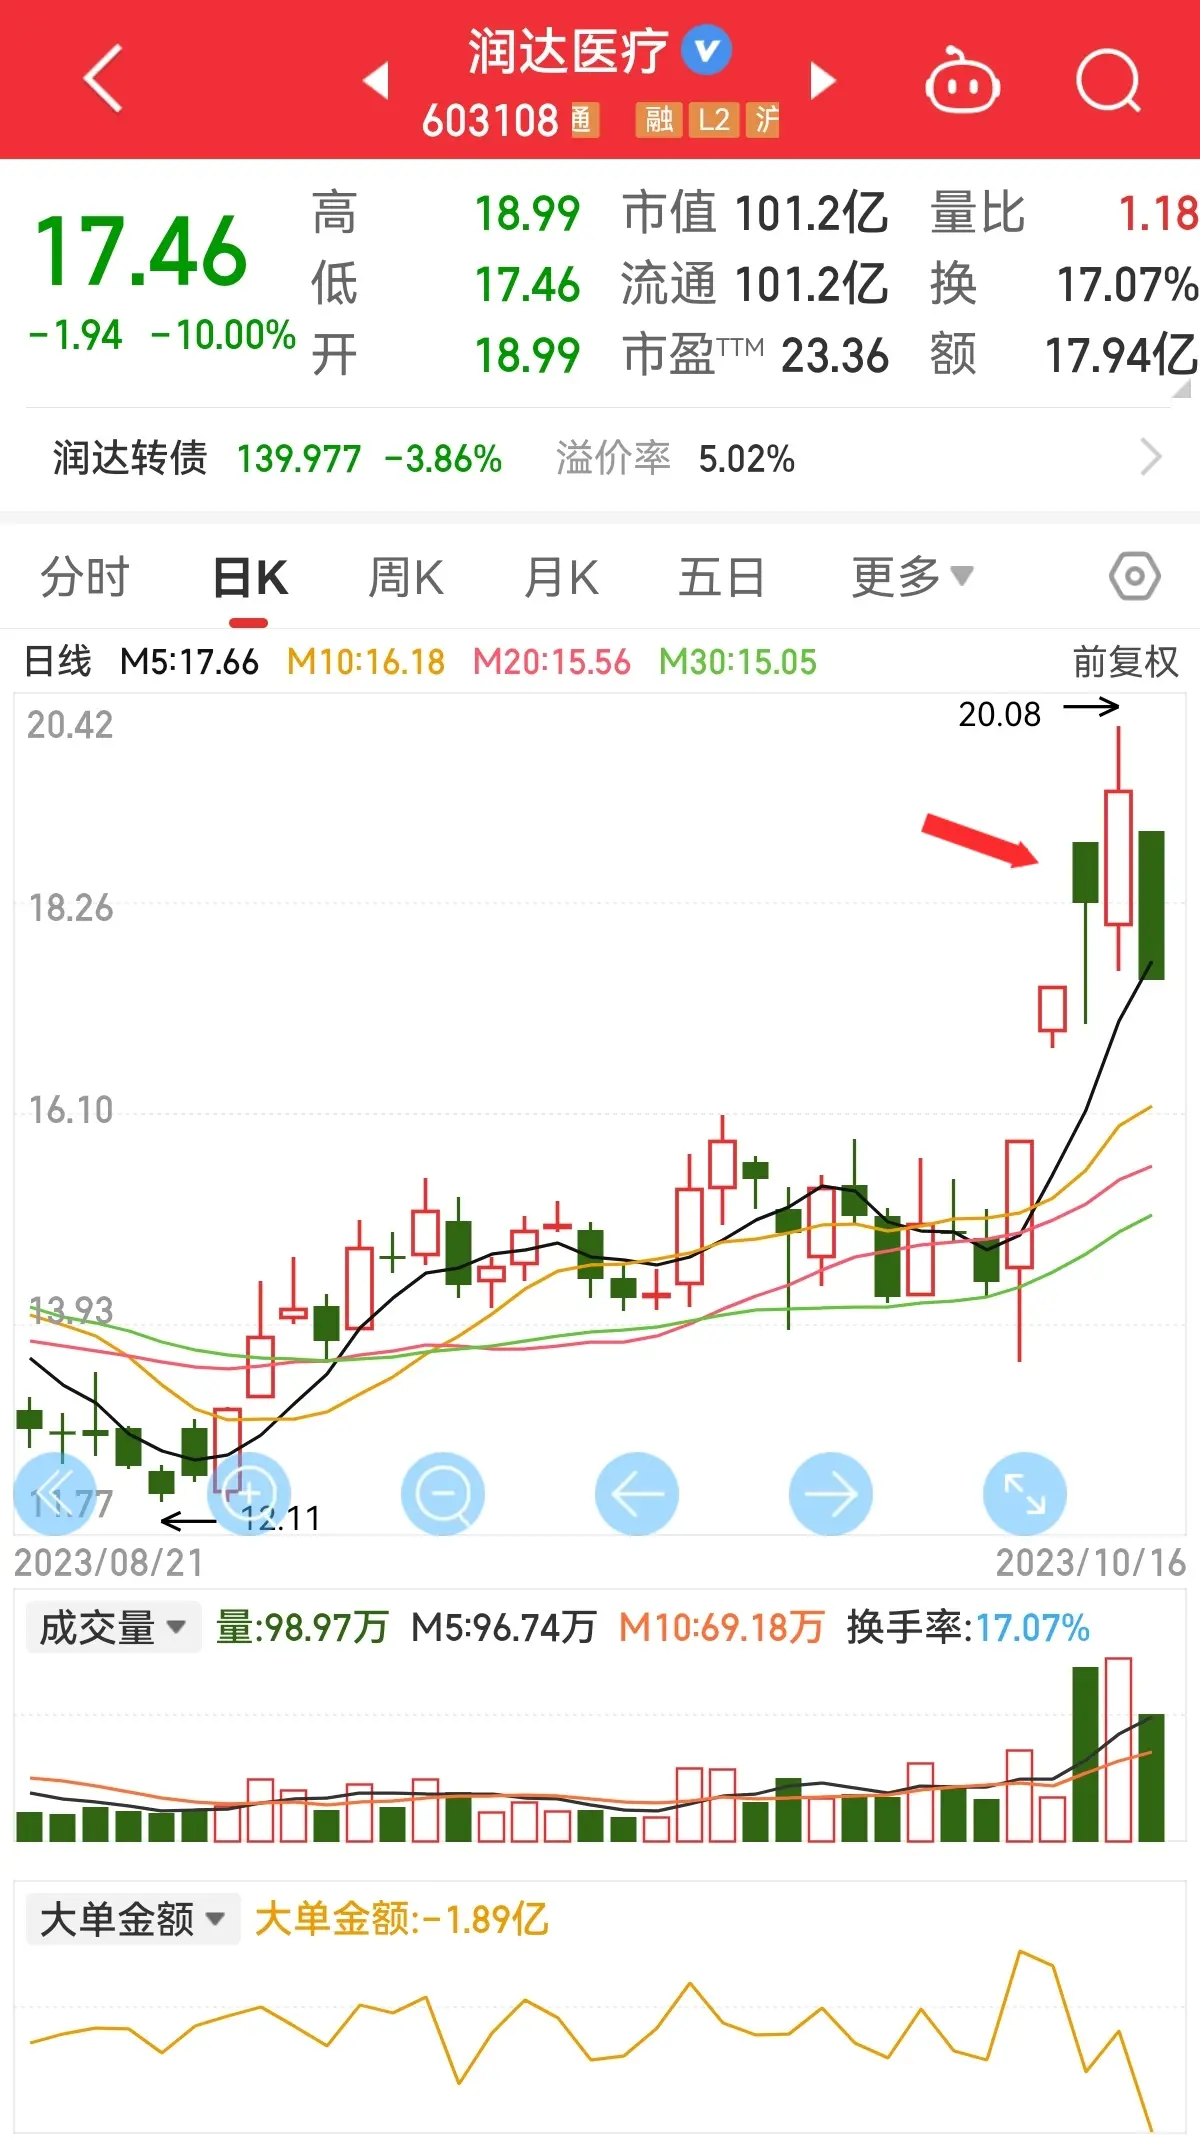 润达医疗
603108 通 融 L2 沪
17.46
-1.94 -10.00%
高 18.99 市值 101.2亿 量比 1.18
低 17.46 流通 101.2亿 换 17.07%
开 18.99 市盈TTM 23.36 额 17.94亿
润达转债 139.977 -3.86% 溢价率 5.02%
分时 日K 周K 月K 五日 更多
日线 M5:17.66 M10:16.18 M20:15.56 M30:15.05 前复权
20.42
20.08
18.26
16.10
13.93
11.77
12.11
2023/08/21 2023/10/16
成交量 量:98.97万 M5:96.74万 M10:69.18万 换手率:17.07%
大单金额 大单金额:-1.89亿